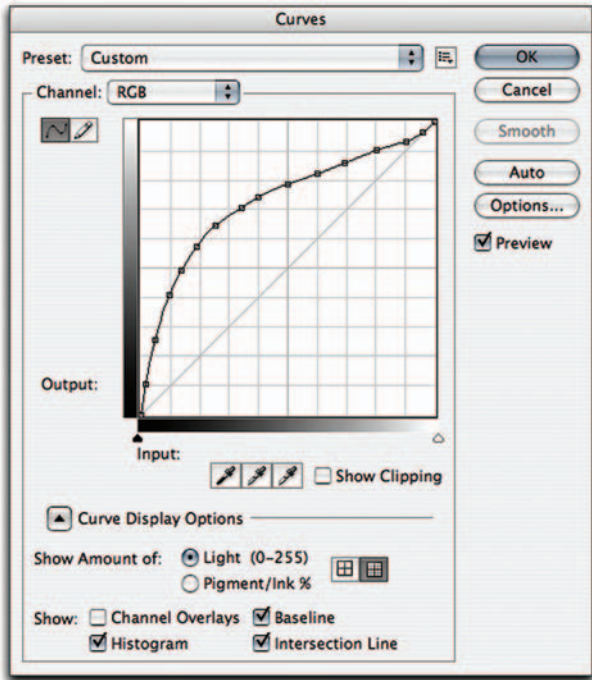 Curves
Preset: Custom
OK
Channel: RGB
Cancel
Smooth
Auto
Options...
Preview
Output:
Input:
Show Clipping
Curve Display Options
Show Amount of: Light (0-255)
Pigment/Ink %
Show: Channel Overlays Baseline
Histogram Intersection Line